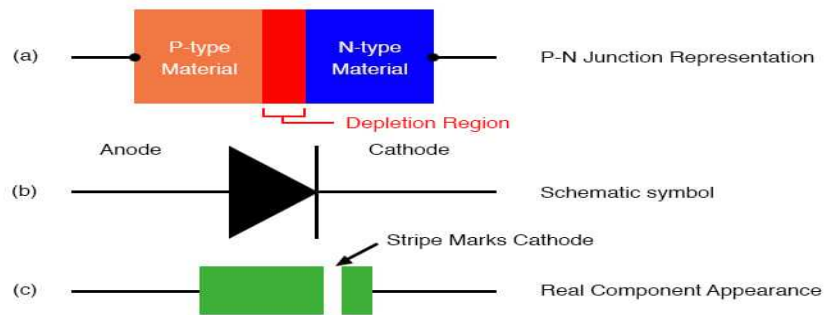 (a)
P-type
Material
N-type
Material
P-N Junction Representation
Depletion Region
Anode
Cathode
(b)
Schematic symbol
Stripe Marks Cathode
(c)
Real Component Appearance